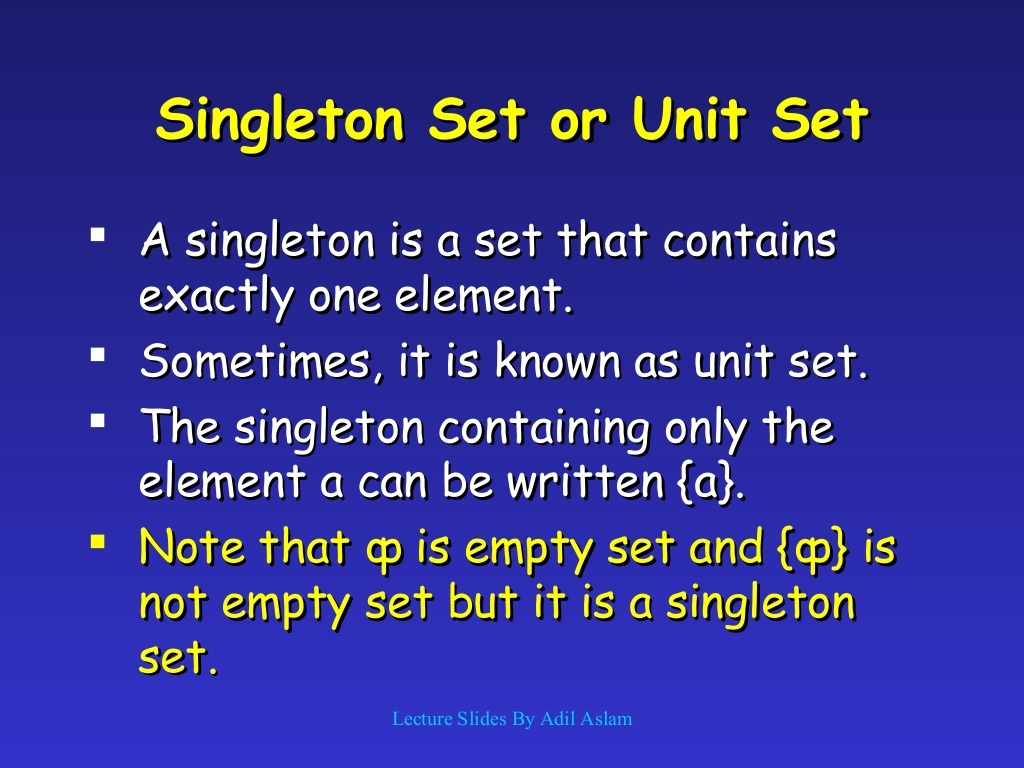 Singleton Set or Unit Set
▪ A singleton is a set that contains
exactly one element.
▪ Sometimes, it is known as unit set.
▪ The singleton containing only the
element a can be written {a}.
▪ Note that φ is empty set and {φ} is
not empty set but it is a singleton
set.
Lecture Slides By Adil Aslam